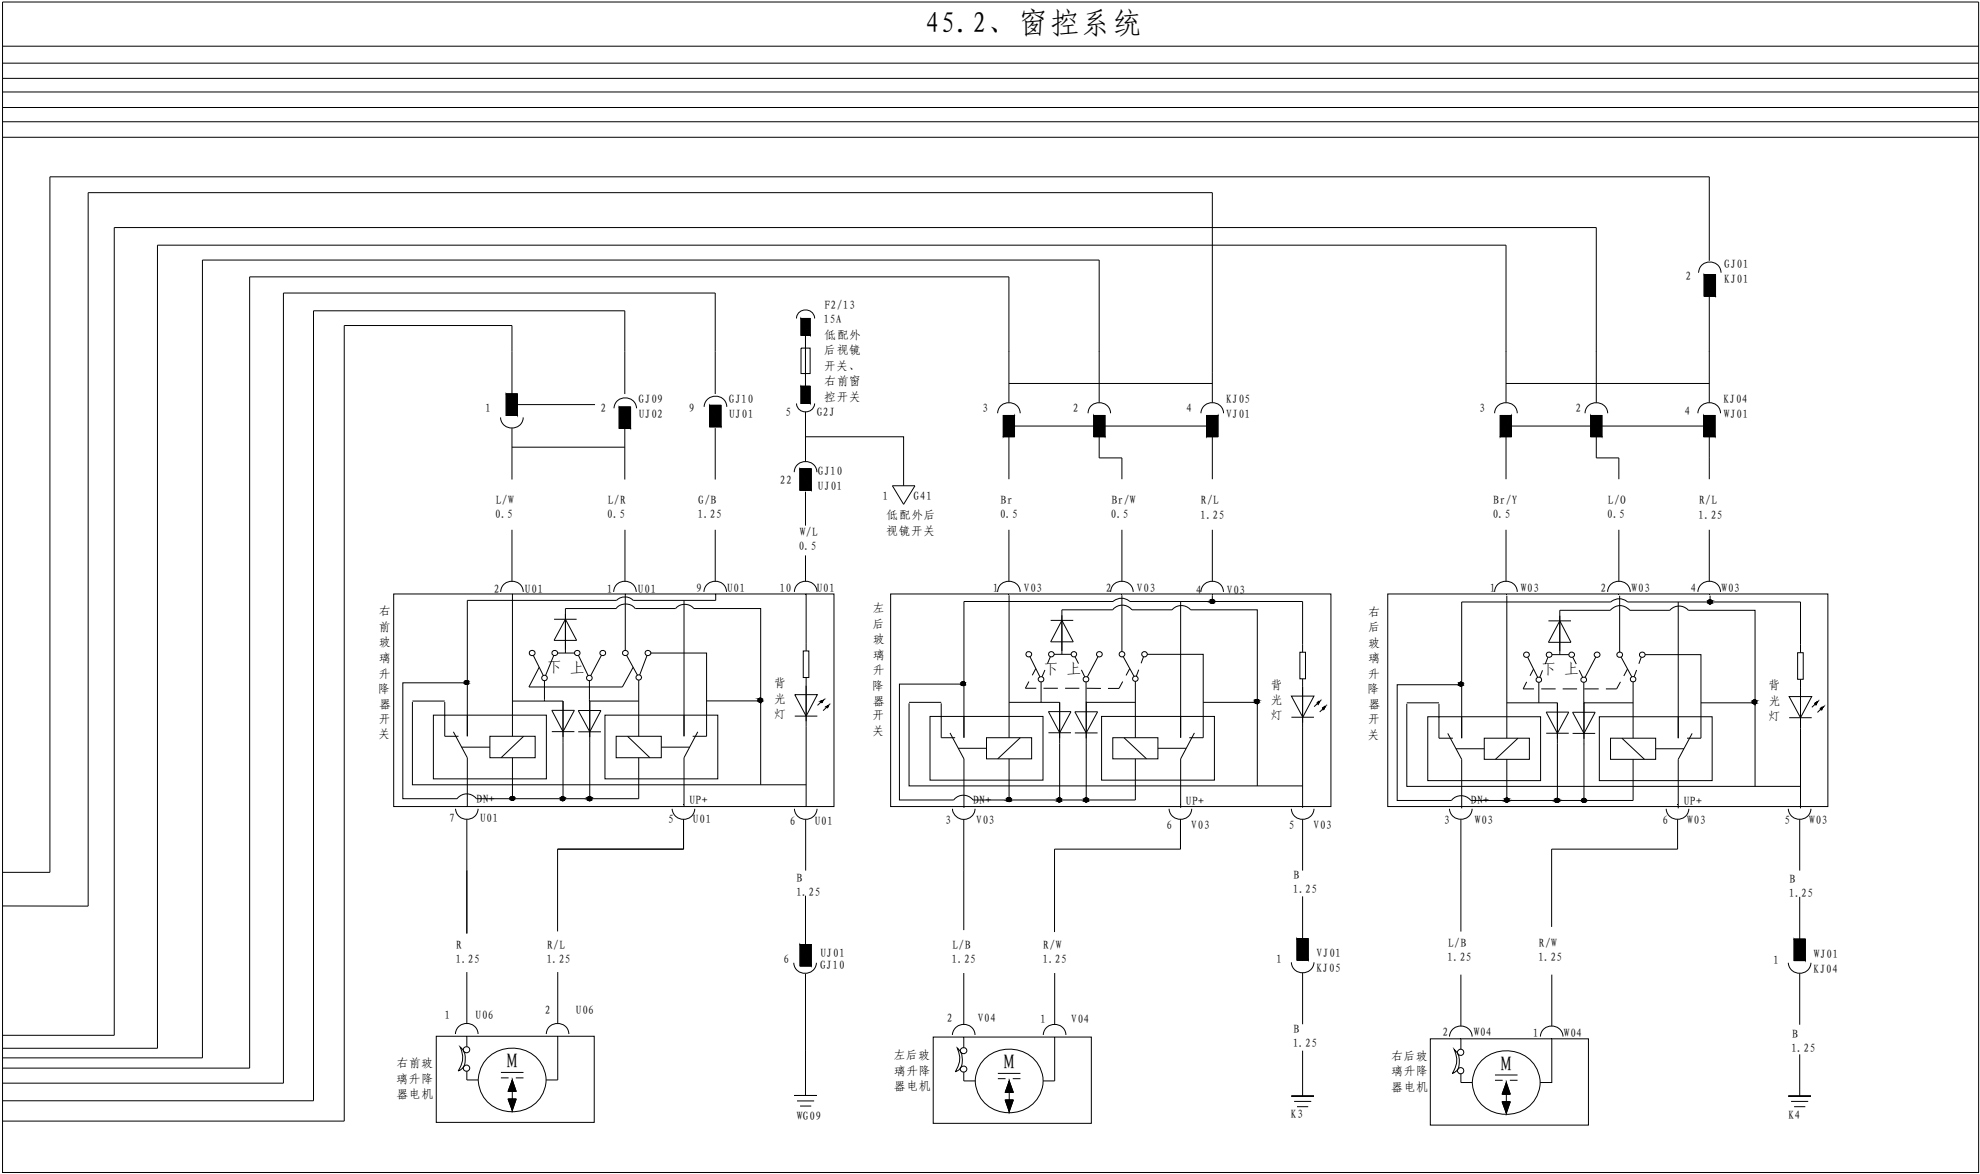 45.2、窗控系统
2
GJ01
KJ01
F2/13
15A
低配外
后视镜
开关、
右前窗
控开关
5
G2J
1
2
GJ09
UJ02
9
GJ10
UJ01
3
2
4
KJ05
VJ01
3
2
4
KJ04
WJ01
22
GJ10
UJ01
1
G41
低配外后
视镜开关
L/W
0.5
L/R
0.5
G/B
1.25
W/L
0.5
Br
0.5
Br/W
0.5
R/L
1.25
Br/Y
0.5
L/O
0.5
R/L
1.25
2
U01
1
U01
9
U01
10
U01
1
V03
2
V03
4
V03
1
W03
2
W03
4
W03
右前玻璃升降器开关
下
上
背光灯
DN+
UP+
左后玻璃升降器开关
下
上
背光灯
DN+
UP+
右后玻璃升降器开关
下
上
背光灯
DN+
UP+
7
U01
5
U01
6
U01
3
V03
6
V03
5
V03
3
W03
6
W03
5
W03
B
1.25
B
1.25
B
1.25
R
1.25
R/L
1.25
6
UJ01
GJ10
L/B
1.25
R/W
1.25
1
VJ01
KJ05
L/B
1.25
R/W
1.25
1
WJ01
KJ04
1
U06
2
U06
2
V04
1
V04
B
1.25
2
W04
1
W04
B
1.25
右前玻
璃升降
器电机
M
WG09
左后玻
璃升降
器电机
M
K3
右后玻
璃升降
器电机
M
K4